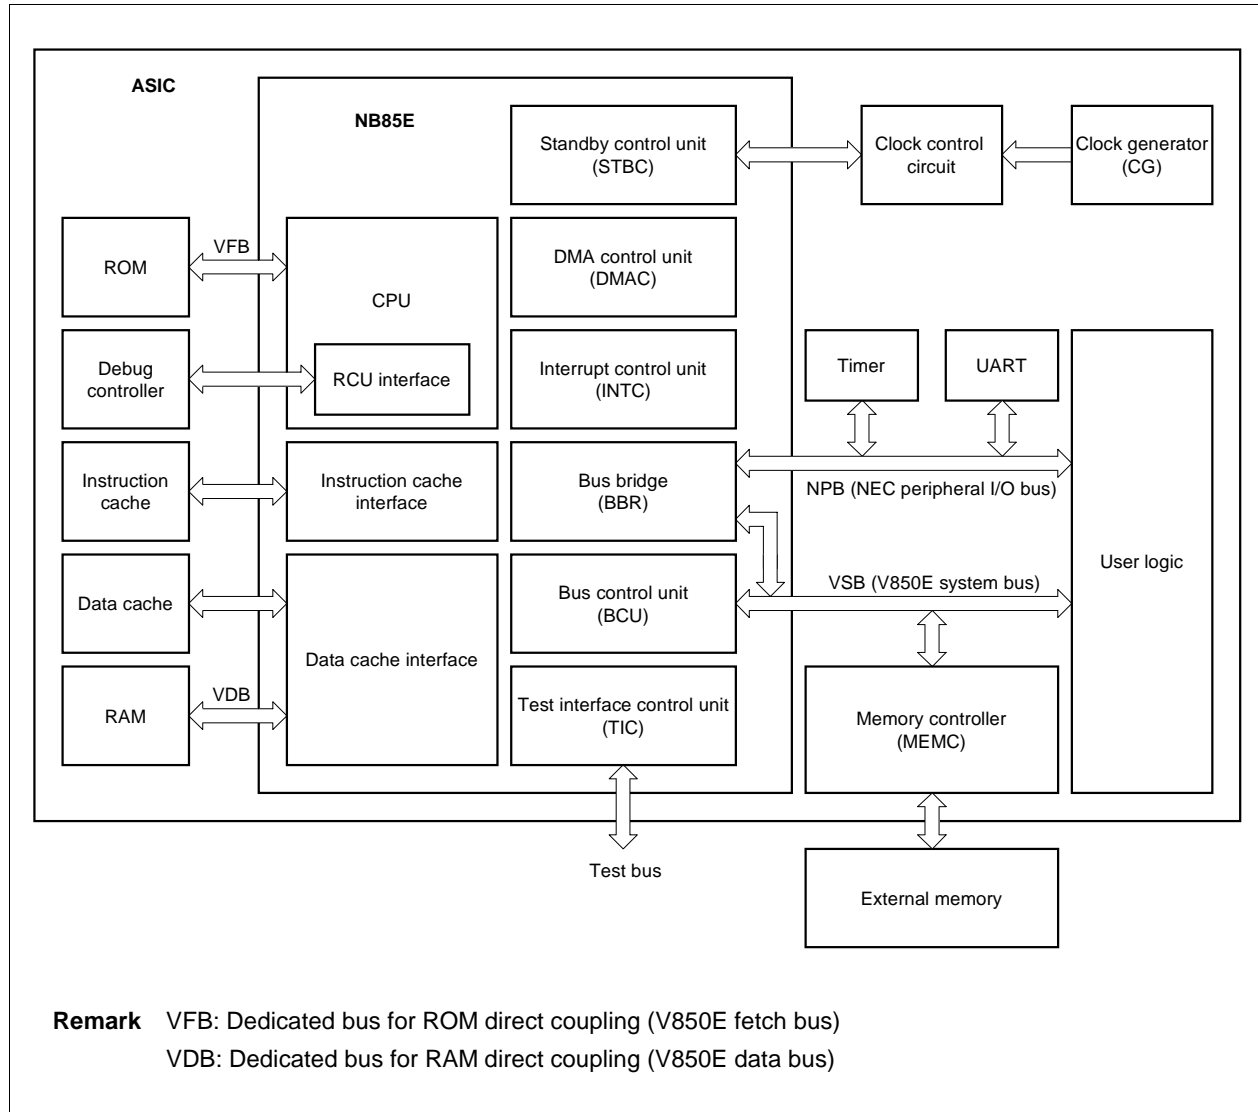 ASIC
NB85E
Standby control unit
(STBC)
Clock control
circuit
Clock generator
(CG)
ROM
VFB
CPU
DMA control unit
(DMAC)
Debug
controller
RCU interface
Interrupt control unit
(INTC)
Timer
UART
Instruction
cache
Instruction cache
interface
Bus bridge
(BBR)
NPB (NEC peripheral I/O bus)
User logic
Data cache
Bus control unit
(BCU)
VSB (V850E system bus)
Data cache interface
RAM
VDB
Test interface control unit
(TIC)
Memory controller
(MEMC)
Test bus
External memory
Remark VFB: Dedicated bus for ROM direct coupling (V850E fetch bus)
VDB: Dedicated bus for RAM direct coupling (V850E data bus)